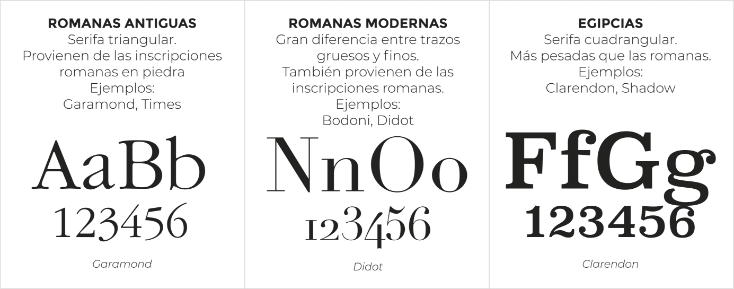 ROMANAS ANTIGUAS
Serifa triangular.
Provienen de las inscripciones
romanas en piedra
Ejemplos:
Garamond, Times
AaBb
123456
Garamond
ROMANAS MODERNAS
Gran diferencia entre trazos
gruesos y finos.
También provienen de las
inscripciones romanas.
Ejemplos:
Bodoni, Didot
NnOo
123456
Didot
EGIPCIAS
Serifa cuadrangular.
Más pesadas que las romanas.
Ejemplos:
Clarendon, Shadow
FfGg
123456
Clarendon